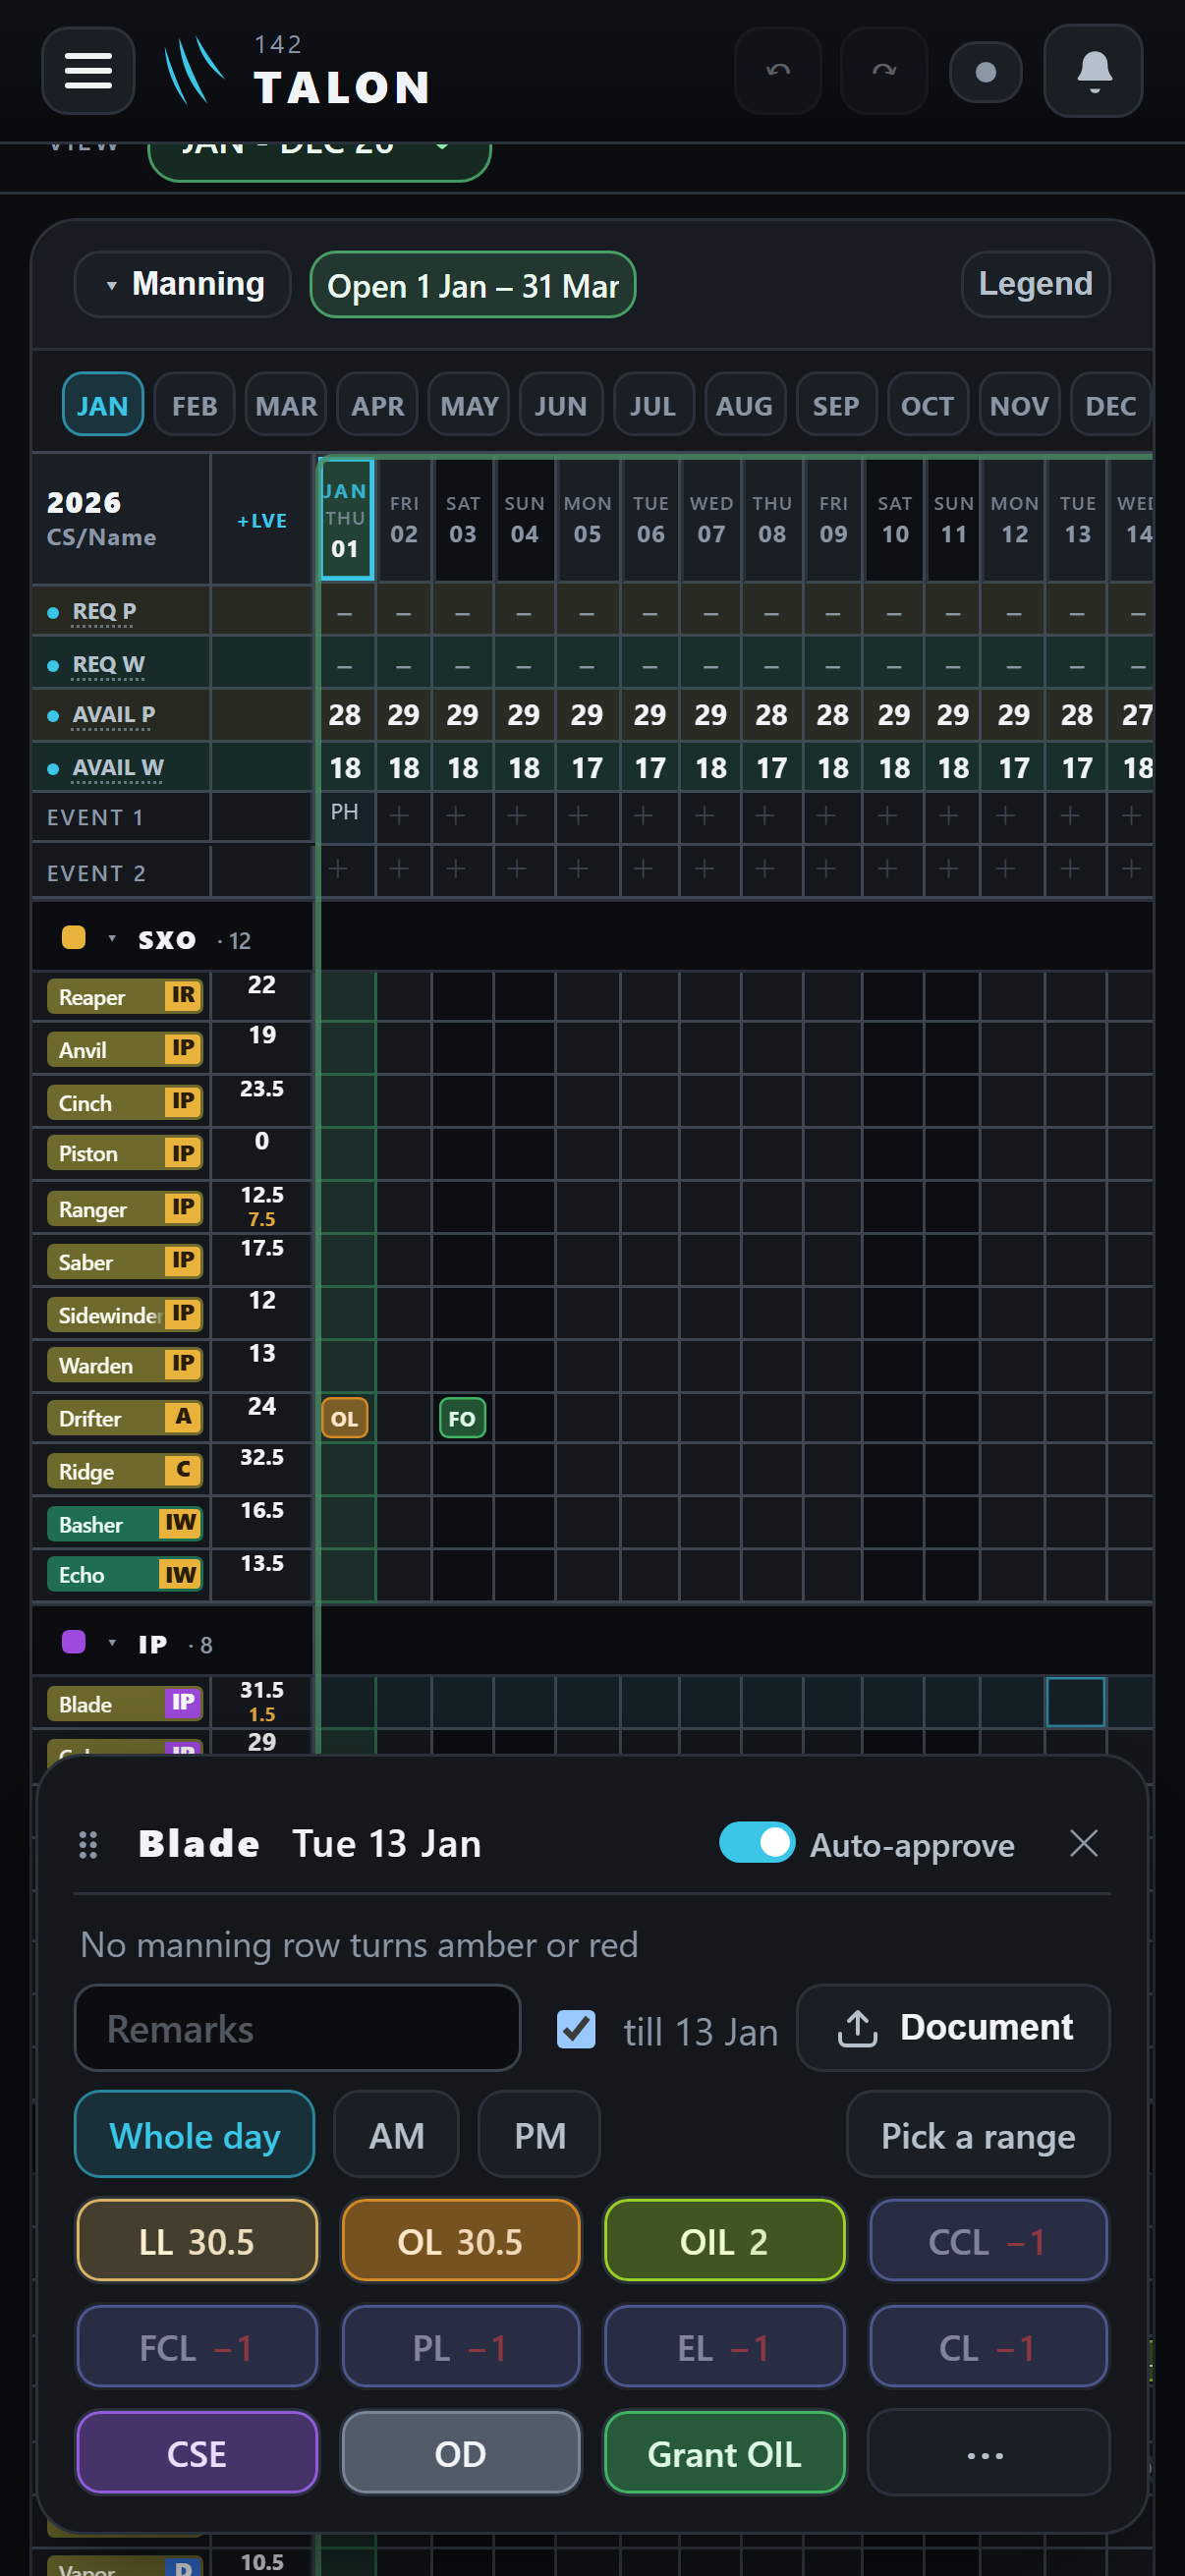 142
TALON
VIEW JAN - DEC 26
Manning Open 1 Jan – 31 Mar Legend
JAN FEB MAR APR MAY JUN JUL AUG SEP OCT NOV DEC
2026 CS/Name +LVE JAN THU 01 FRI 02 SAT 03 SUN 04 MON 05 TUE 06 WED 07 THU 08 FRI 09 SAT 10 SUN 11 MON 12 TUE 13 WED 14
REQ P – – – – – – – – – – – – – –
REQ W – – – – – – – – – – – – – –
AVAIL P 28 29 29 29 29 29 29 28 28 29 29 29 28 27
AVAIL W 18 18 18 18 17 17 18 17 18 18 18 17 17 18
EVENT 1 PH + + + + + + + + + + + + +
EVENT 2 + + + + + + + + + + + + + +
SXO · 12
Reaper IR 22
Anvil IP 19
Cinch IP 23.5
Piston IP 0
Ranger IP 12.5
7.5
Saber IP 17.5
Sidewinder IP 12
Warden IP 13
Drifter A 24 OL FO
Ridge C 32.5
Basher IW 16.5
Echo IW 13.5
IP · 8
Blade IP 31.5
1.5
IP 29
Blade Tue 13 Jan Auto-approve
No manning row turns amber or red
Remarks till 13 Jan Document
Whole day AM PM Pick a range
LL 30.5 OL 30.5 OIL 2 CCL –1
FCL –1 PL –1 EL –1 CL –1
CSE OD Grant OIL ...
Vapor D 10.5